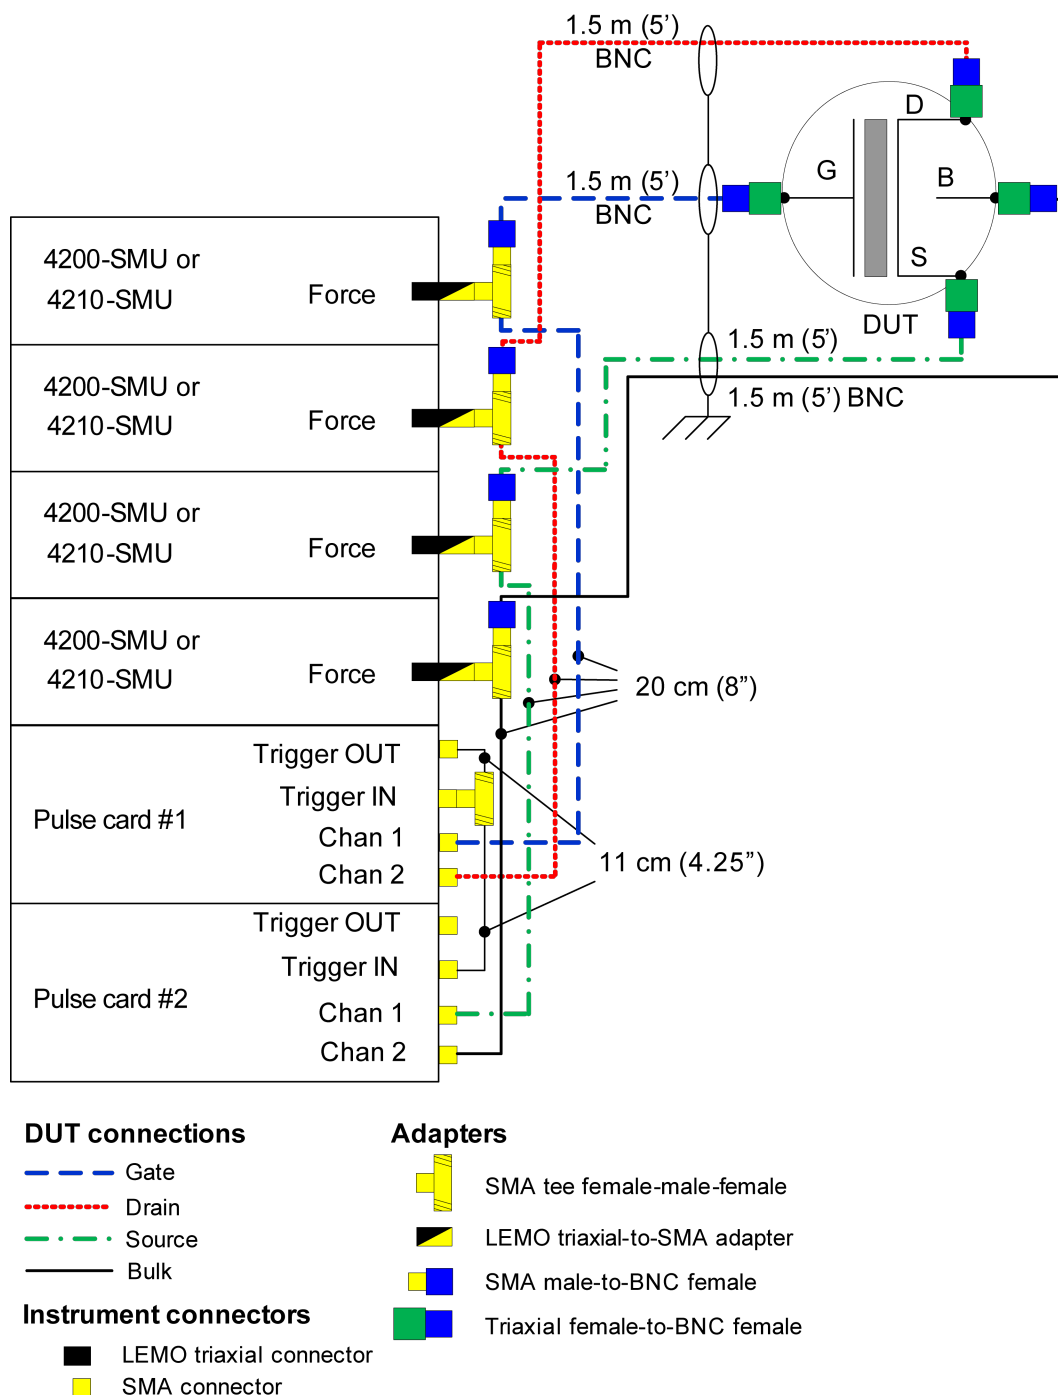 1.5 m (5’)
BNC
D
G
B
1.5 m (5’)
BNC
S
DUT
4200-SMU or
4210-SMU
Force
1.5 m (5’)
1.5 m (5’) BNC
4200-SMU or
4210-SMU
Force
4200-SMU or
4210-SMU
Force
4200-SMU or
4210-SMU
Force
20 cm (8”)
Pulse card #1
Trigger OUT
Trigger IN
Chan 1
Chan 2
11 cm (4.25”)
Pulse card #2
Trigger OUT
Trigger IN
Chan 1
Chan 2
DUT connections
Gate
Drain
Source
Bulk
Instrument connectors
LEMO triaxial connector
SMA connector
Adapters
SMA tee female-male-female
LEMO triaxial-to-SMA adapter
SMA male-to-BNC female
Triaxial female-to-BNC female